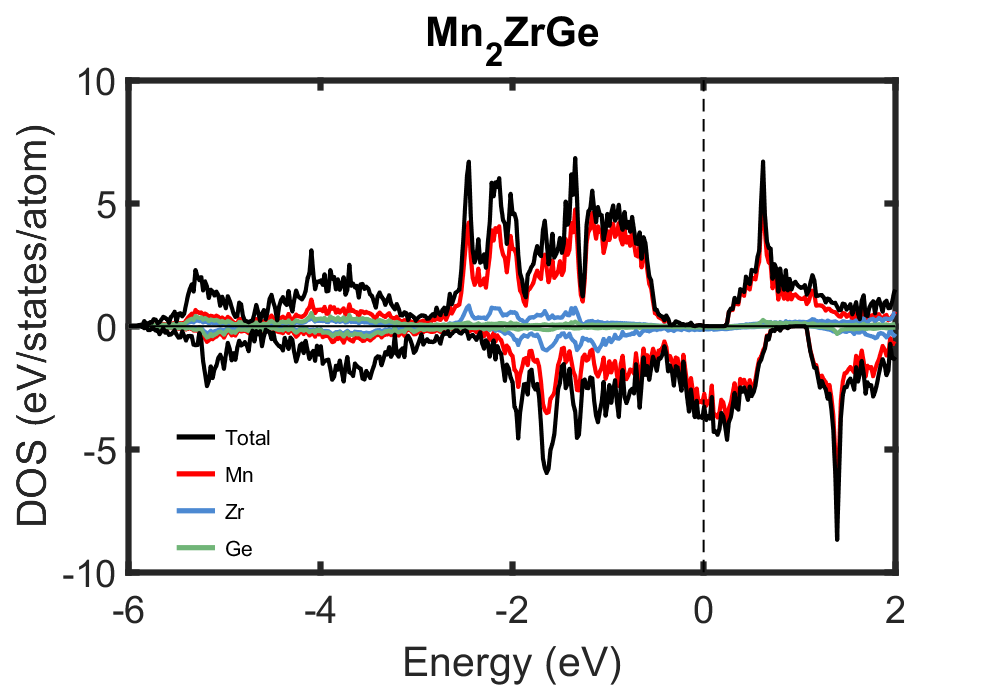 Mn₂ZrGe
DOS (eV/states/atom)
10
5
0
-5
-10
Total
Mn
Zr
Ge
-6 -4 -2 0 2
Energy (eV)